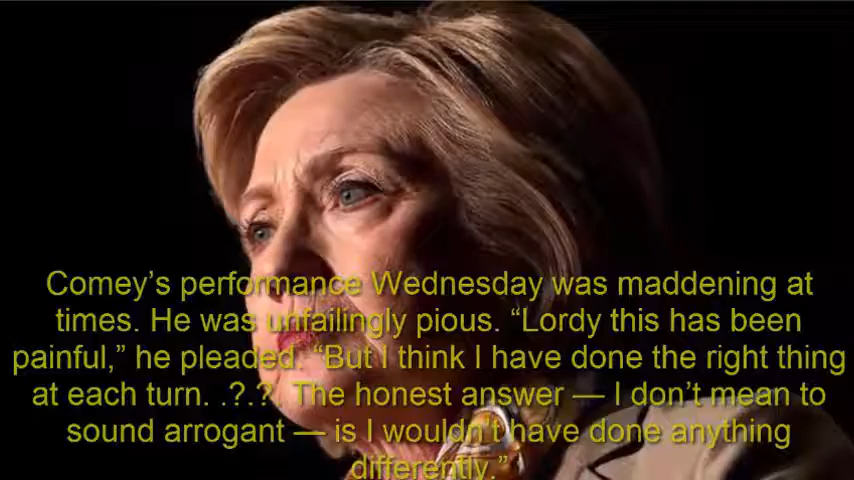 Comey’s performance Wednesday was maddening at
times. He was unfailingly pious. “Lordy this has been
painful,” he pleaded. “But I think I have done the right thing
at each turn. .?.?. The honest answer — I don’t mean to
sound arrogant — is I wouldn’t have done anything
differently.”